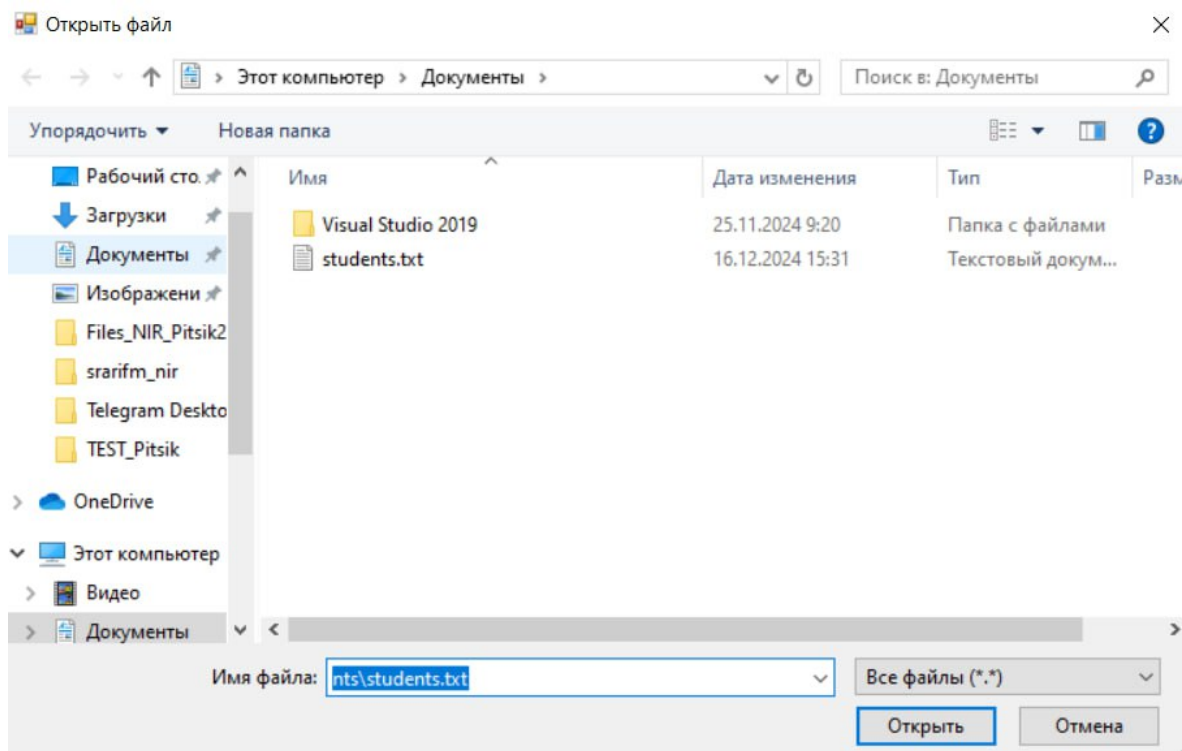 Открыть файл
Этот компьютер > Документы >
Поиск в: Документы
Упорядочить
Новая папка
Рабочий сто.
Загрузки
Документы
Изображени
Files_NIR_Pitsik2
srarifm_nir
Telegram Deskto
TEST_Pitsik
OneDrive
Этот компьютер
Видео
Документы
Имя Дата изменения Тип Разм
Visual Studio 2019 25.11.2024 9:20 Папка с файлами
students.txt 16.12.2024 15:31 Текстовый докум...
Имя файла: nts\students.txt
Все файлы (*.*)
Открыть
Отмена